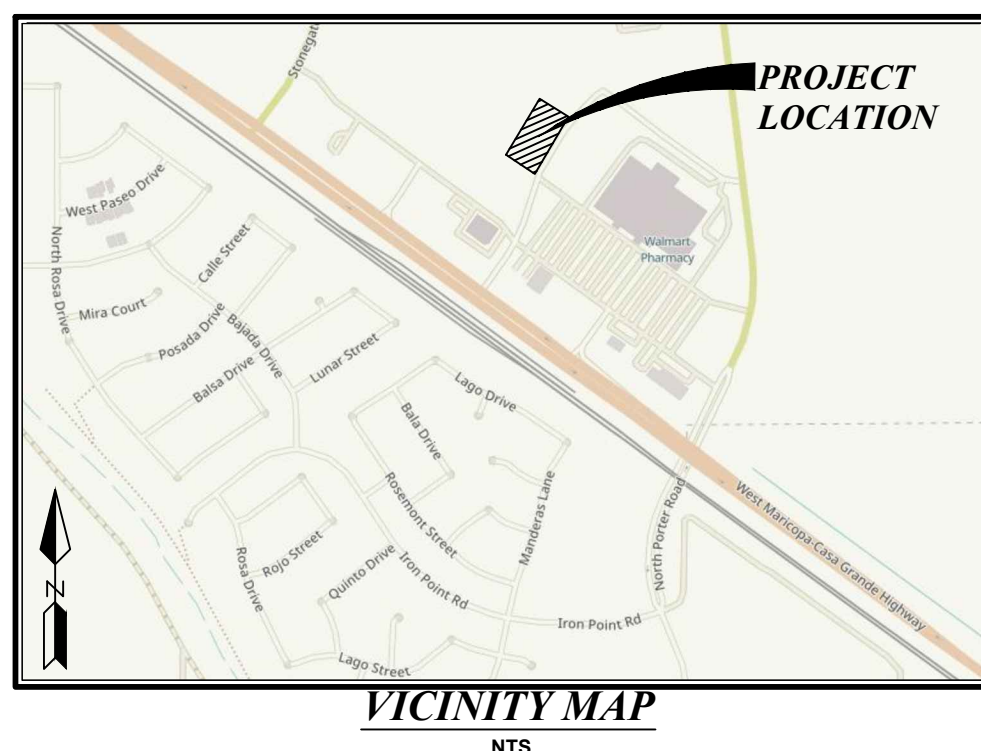 Stonegat
PROJECT
LOCATION
West Paseo Drive
North Rosa Drive
Calle Street
Walmart
Pharmacy
Mira Court
Posada Drive
Bajada Drive
Balsa Drive
Lunar Street
Lago Drive
Bala Drive
Rosemont Street
Manderas Lane
North Porter Road
West Maricopa-Casa Grande Highway
Rosa Drive
Rojo Street
Quinto Drive
Iron Point Rd
Iron Point Rd
Lago Street
N
VICINITY MAP
NTS